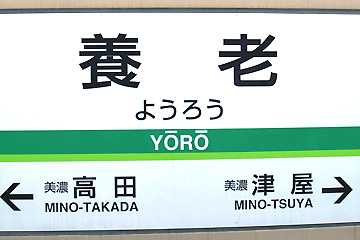 養老
ようろう
YŌRŌ
← 美濃高田 美濃津屋 →
MINO-TAKADA MINO-TSUYA